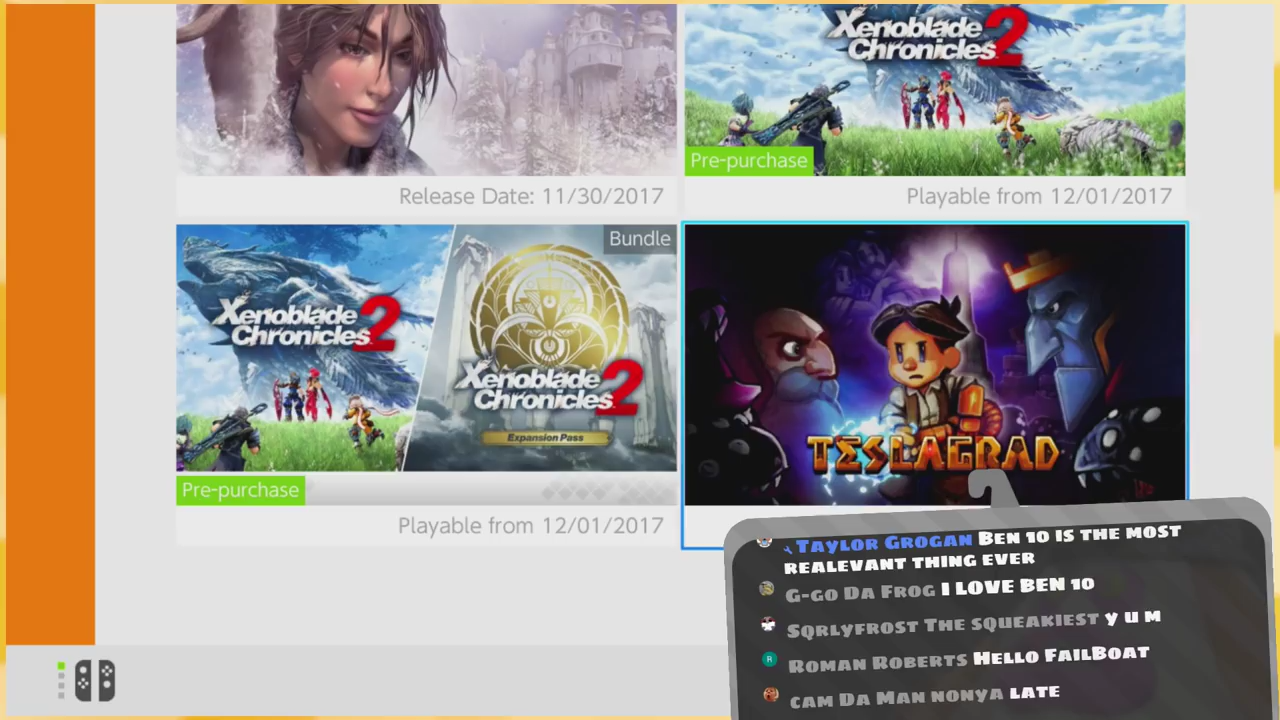 Xenoblade
Chronicles 2
Pre-purchase
Release Date: 11/30/2017
Playable from 12/01/2017
Bundle
Xenoblade
Chronicles 2
Xenoblade
Chronicles 2
Expansion Pass
TESLAGRAD
Pre-purchase
Playable from 12/01/2017
TAYLOR GROGAN BEN 10 IS THE MOST
REALEVANT THING EVER
G-GO DA FROG I LOVE BEN 10
SQRLYFROST THE SQUEAKIEST Y U M
R
ROMAN ROBERTS HELLO FAILBOAT
CAM DA MAN NONYA LATE